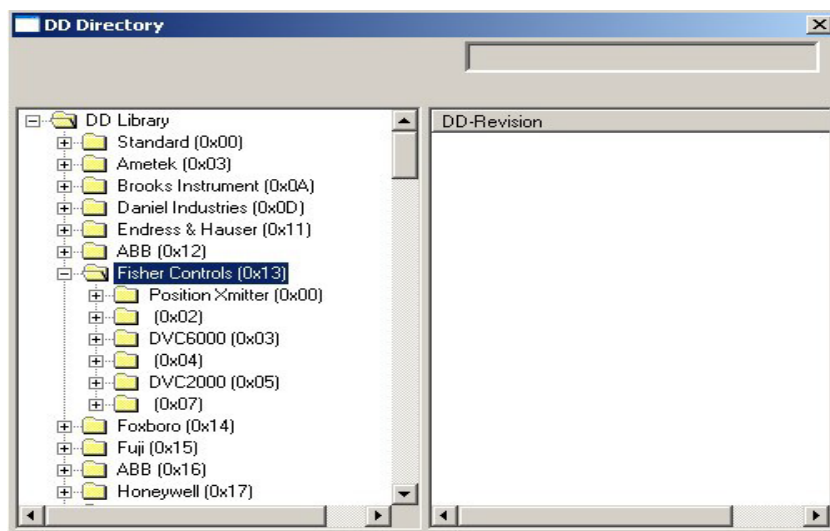 DD Directory
DD Library
Standard (0x00)
Ametek (0x03)
Brooks Instrument (0x0A)
Daniel Industries (0x0D)
Endress & Hauser (0x11)
ABB (0x12)
Fisher Controls (0x13)
Position Xmitter (0x00)
(0x02)
DVC6000 (0x03)
(0x04)
DVC2000 (0x05)
(0x07)
Foxboro (0x14)
Fuji (0x15)
ABB (0x16)
Honeywell (0x17)
DD-Revision